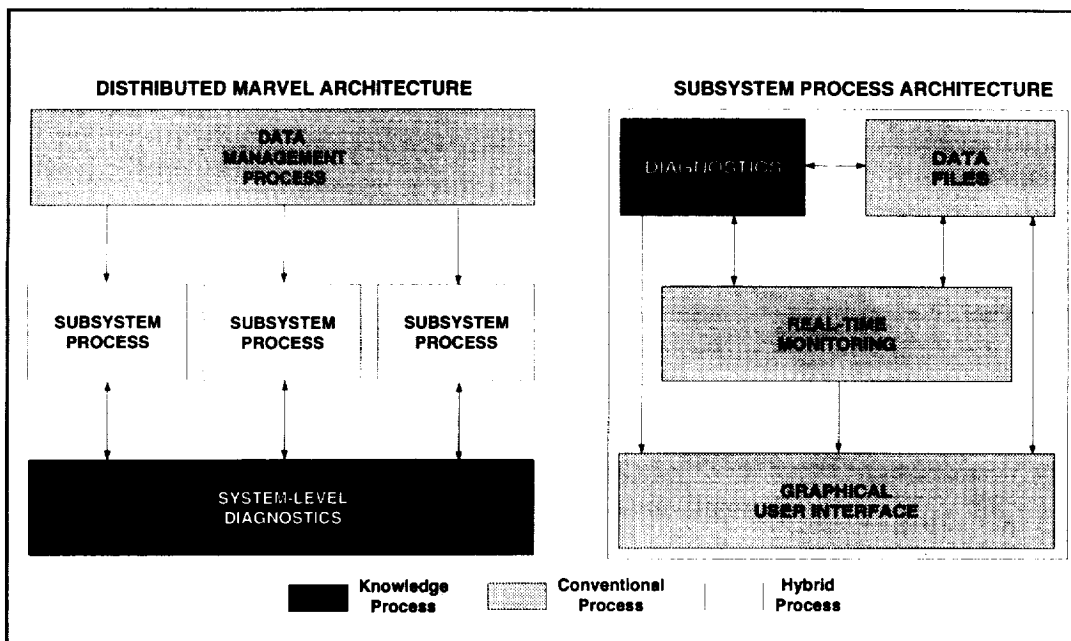 DISTRIBUTED MARVEL ARCHITECTURE
DATA
MANAGEMENT
PROCESS
SUBSYSTEM
PROCESS
SUBSYSTEM
PROCESS
SUBSYSTEM
PROCESS
SYSTEM-LEVEL
DIAGNOSTICS
SUBSYSTEM PROCESS ARCHITECTURE
DIAGNOSTICS
DATA
FILES
REAL-TIME
MONITORING
GRAPHICAL
USER INTERFACE
Knowledge
Process
Conventional
Process
Hybrid
Process